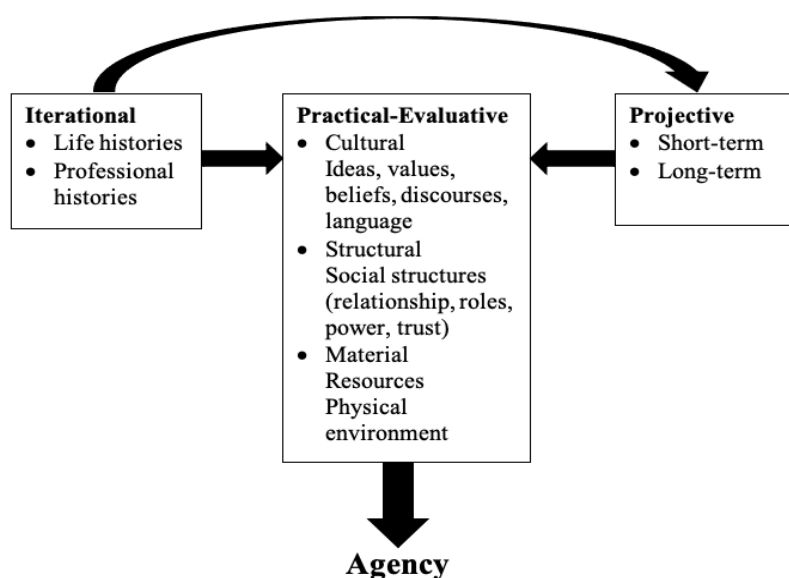 Iterational
• Life histories
• Professional
histories
Practical-Evaluative
• Cultural
Ideas, values,
beliefs, discourses,
language
• Structural
Social structures
(relationship, roles,
power, trust)
• Material
Resources
Physical
environment
Projective
• Short-term
• Long-term
Agency